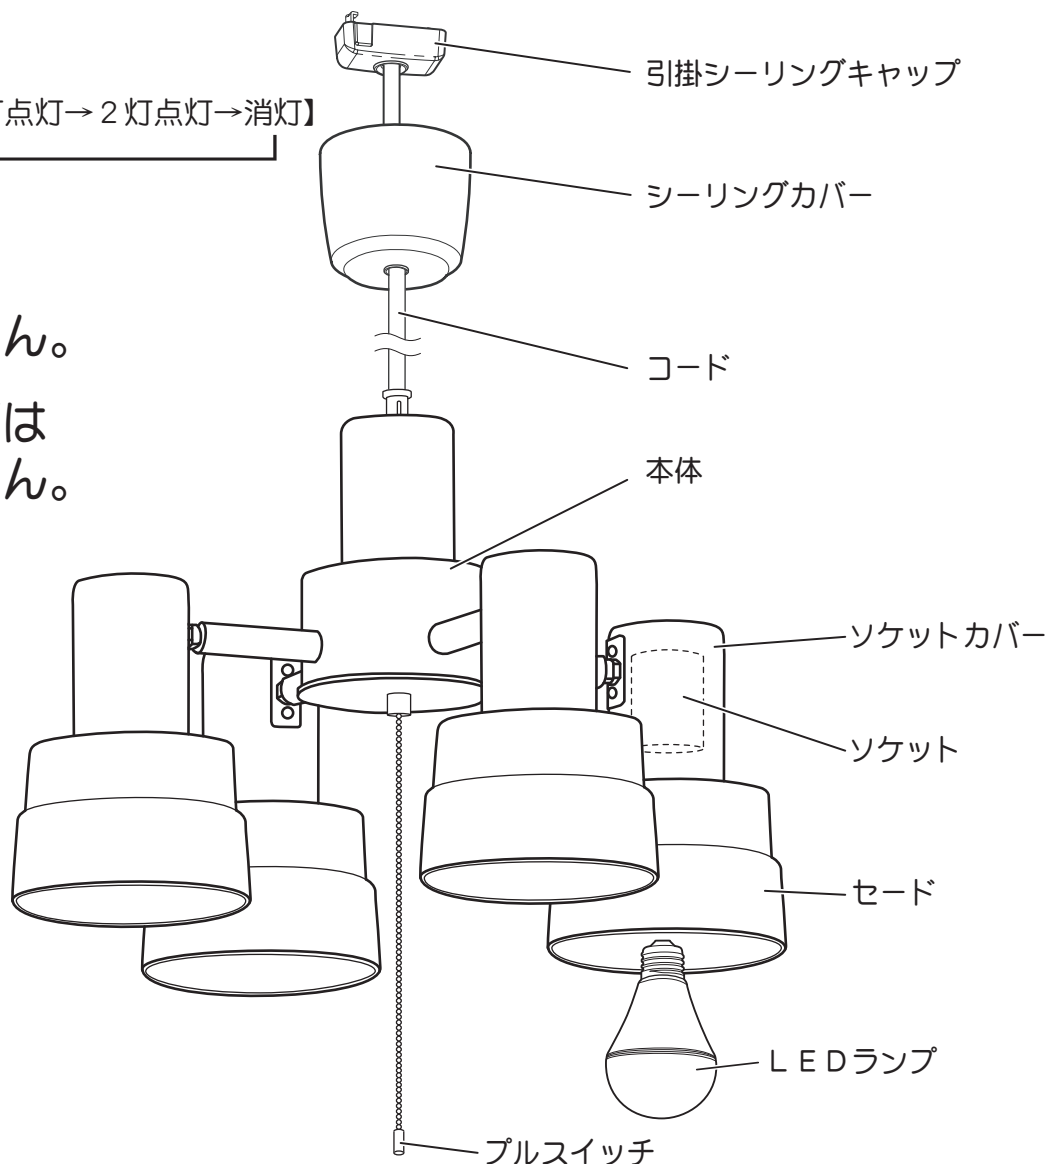 引掛シーリングキャップ
点灯→2灯点灯→消灯】
シーリングカバー
ん。
コード
は
ん。
本体
ソケットカバー
ソケット
セード
LEDランプ
プルスイッチ